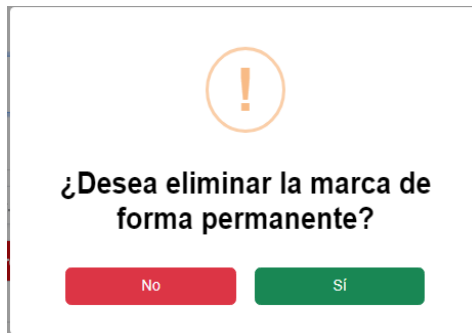 !
¿Desea eliminar la marca de
forma permanente?
No
Sí